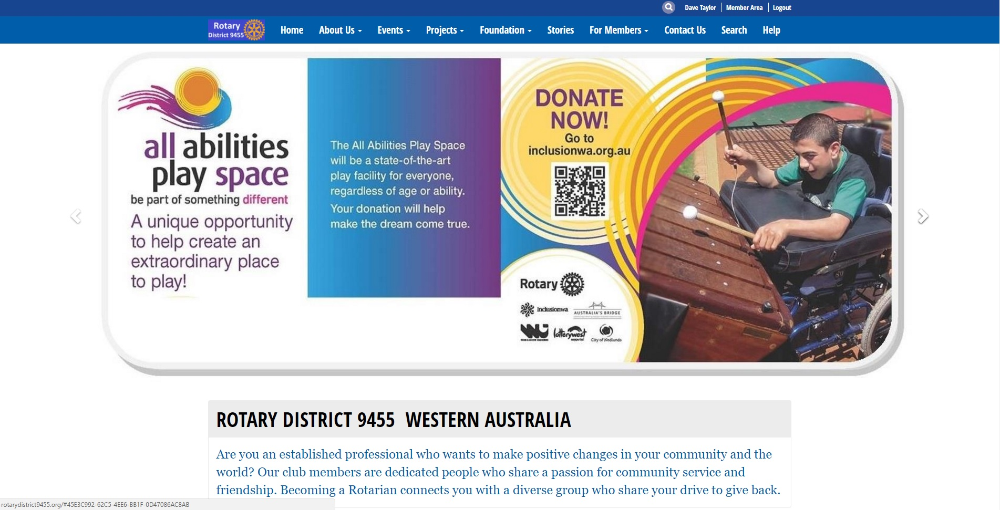 Dave Taylor Member Area Logout
Rotary
District 9455
Home About Us Events Projects Foundation Stories For Members Contact Us Search Help
all abilities
play space
be part of something different
A unique opportunity
to help create an
extraordinary place
to play!
The All Abilities Play Space
will be a state-of-the-art
play facility for everyone,
regardless of age or ability.
Your donation will help
make the dream come true.
DONATE
NOW!
Go to
inclusionwa.org.au
Rotary
inclusionwa
AUSTRALIA'S BRIDGE
lotterywest
supported
City of Nedlands
ROTARY DISTRICT 9455 WESTERN AUSTRALIA
Are you an established professional who wants to make positive changes in your community and the
world? Our club members are dedicated people who share a passion for community service and
friendship. Becoming a Rotarian connects you with a diverse group who share your drive to give back.
rotarydistrict9455.org/#45E3C992-62C5-4EE6-BB1F-0D47086AC8AB